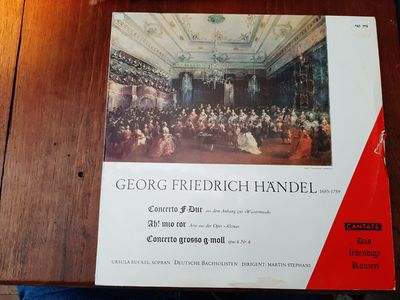 GEORG FRIEDRICH HÄNDEL 1685-1759
Concerto F-Dur aus dem Anhang zur »Wassermusik«
Ah! mio cor Arie aus der Oper »Alcina«
Concerto grosso g-moll opus 6 Nr. 6
URSULA BUCKEL, SOPRAN · DEUTSCHE BACHSOLISTEN · DIRIGENT: MARTIN STEPHANI
CANTATE
Das
lebendige
Konzert